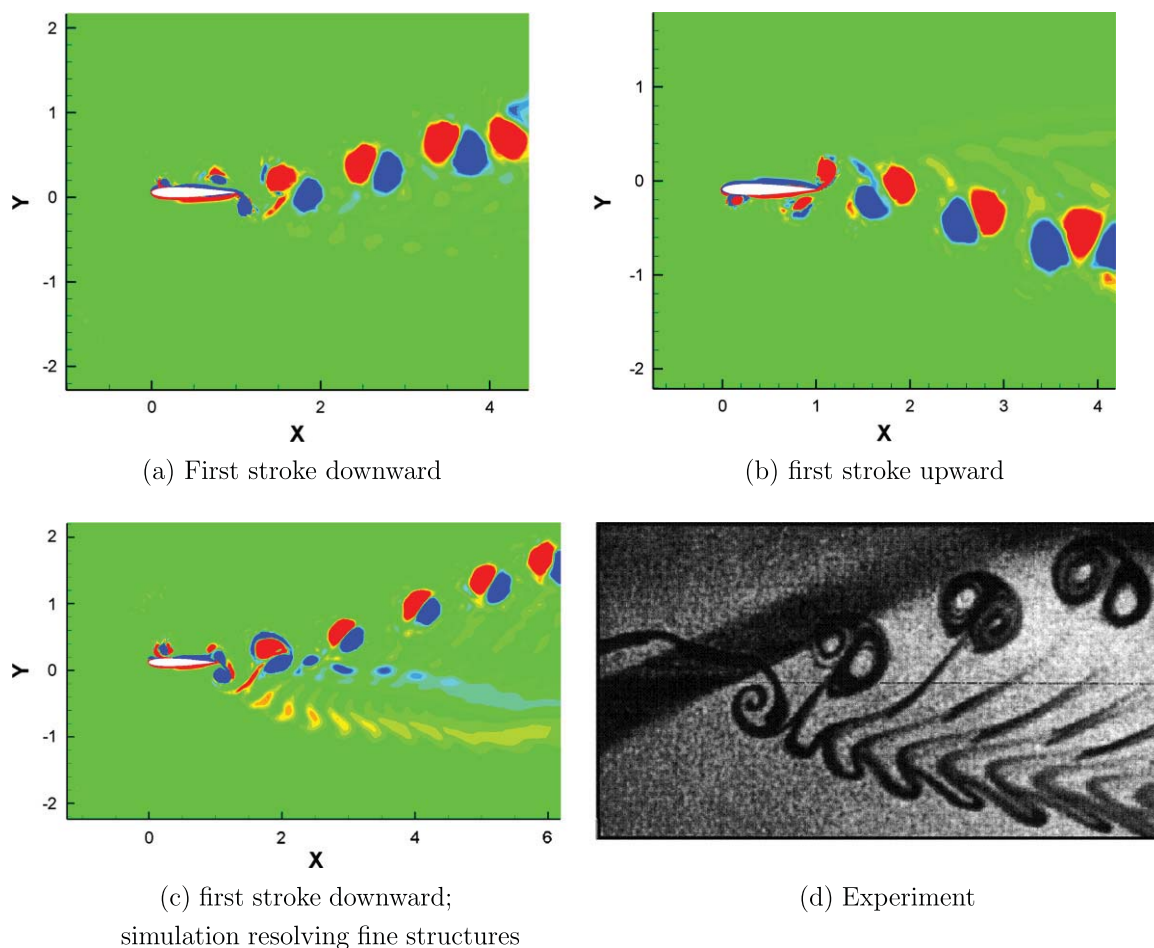 2
1
0
-1
-2
Y
0
2
4
X
(a) First stroke downward
1
0
-1
-2
Y
0
1
2
3
4
X
(b) first stroke upward
2
1
0
-1
-2
Y
0
2
4
6
X
(c) first stroke downward;
simulation resolving fine structures
(d) Experiment